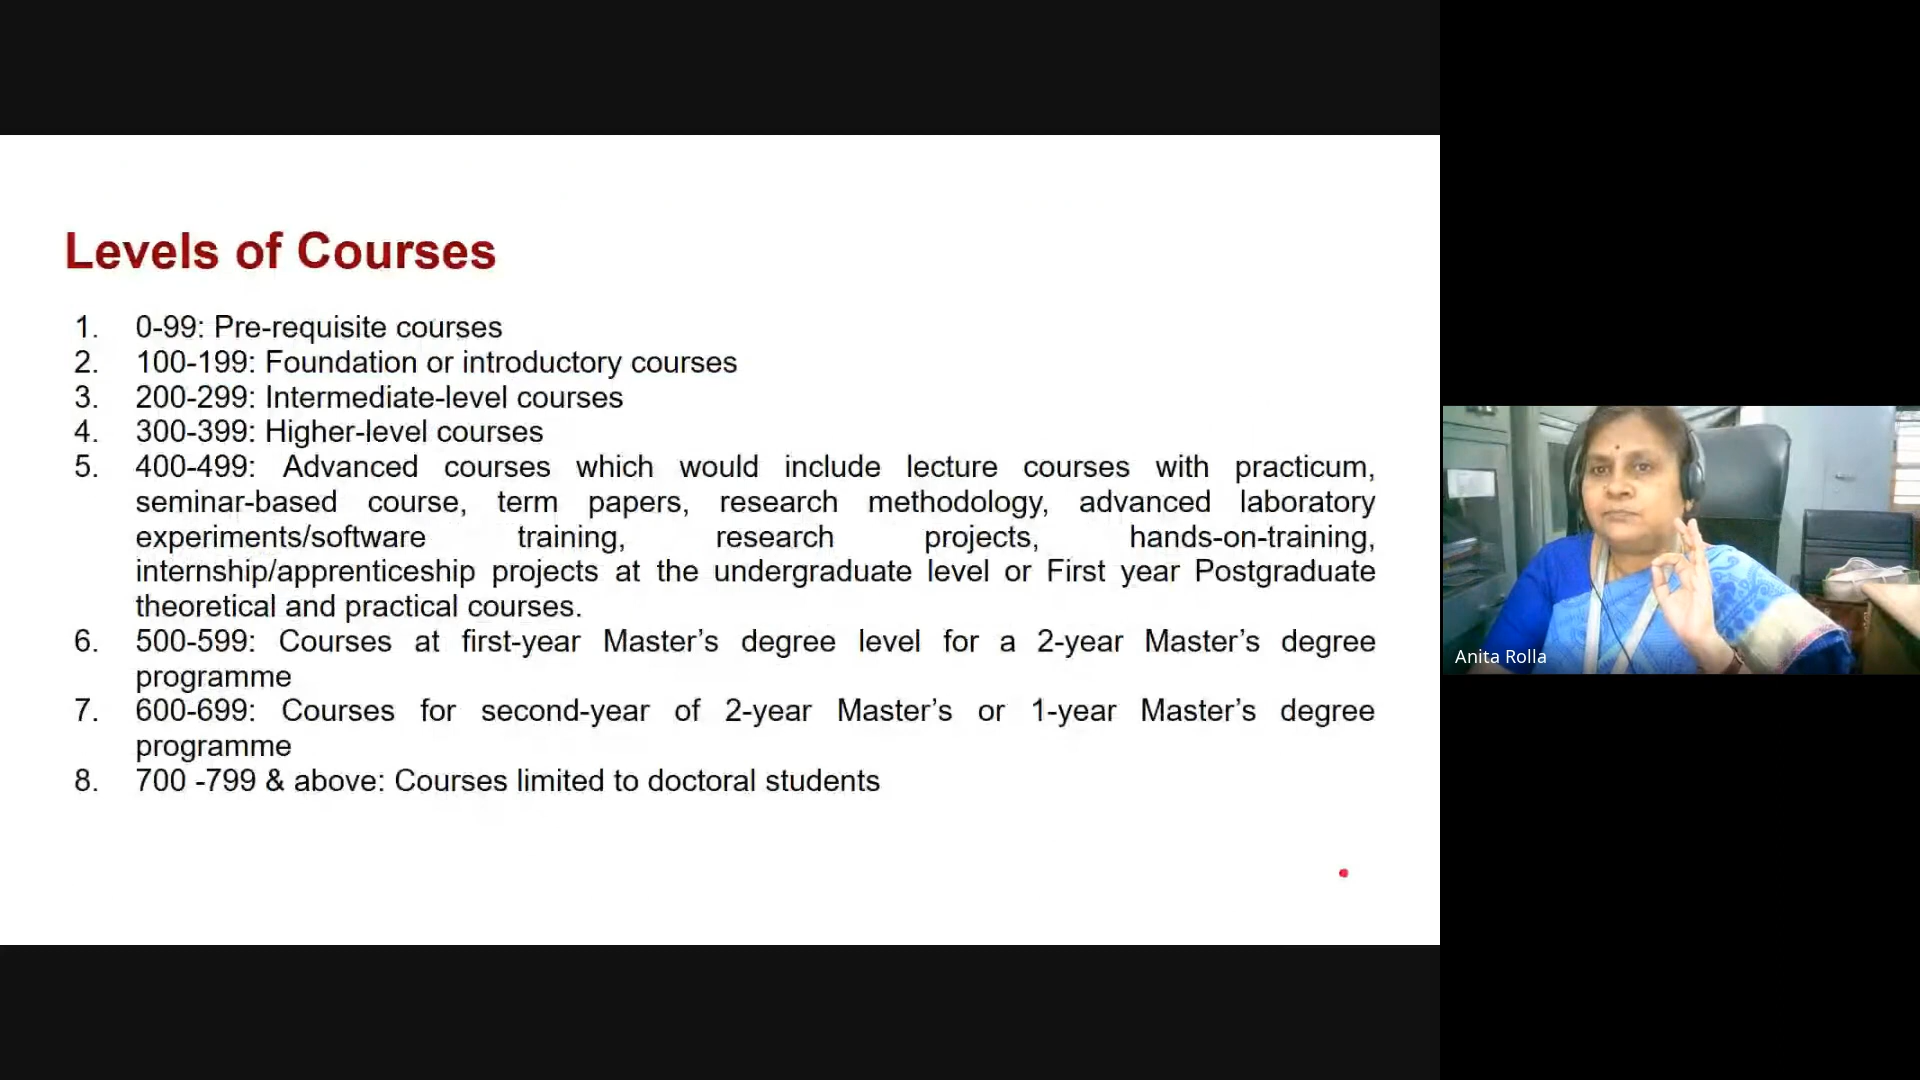 Levels of Courses
1. 0-99: Pre-requisite courses
2. 100-199: Foundation or introductory courses
3. 200-299: Intermediate-level courses
4. 300-399: Higher-level courses
5. 400-499: Advanced courses which would include lecture courses with practicum,
seminar-based course, term papers, research methodology, advanced laboratory
experiments/software training, research projects, hands-on-training,
internship/apprenticeship projects at the undergraduate level or First year Postgraduate
theoretical and practical courses.
6. 500-599: Courses at first-year Master’s degree level for a 2-year Master’s degree
programme
7. 600-699: Courses for second-year of 2-year Master’s or 1-year Master’s degree
programme
8. 700 -799 & above: Courses limited to doctoral students
Anita Rolla